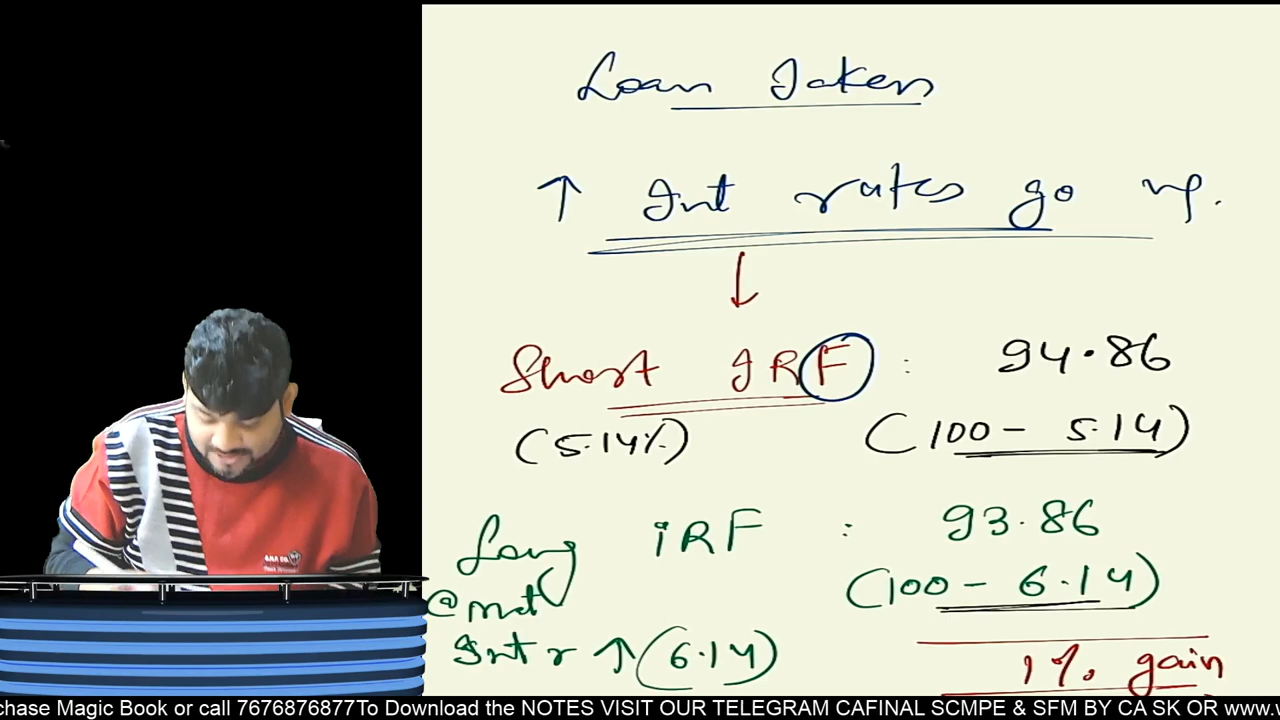 Loan Taken
↑ Int rates go up.
↓
Short IRF : 94.86
(5.14%) (100 - 5.14)
Long IRF : 93.86
@mat (100 - 6.14)
Int r ↑ (6.14)
1% gain
chase Magic Book or call 7676876877To Download the NOTES VISIT OUR TELEGRAM CAFINAL SCMPE & SFM BY CA SK OR www.